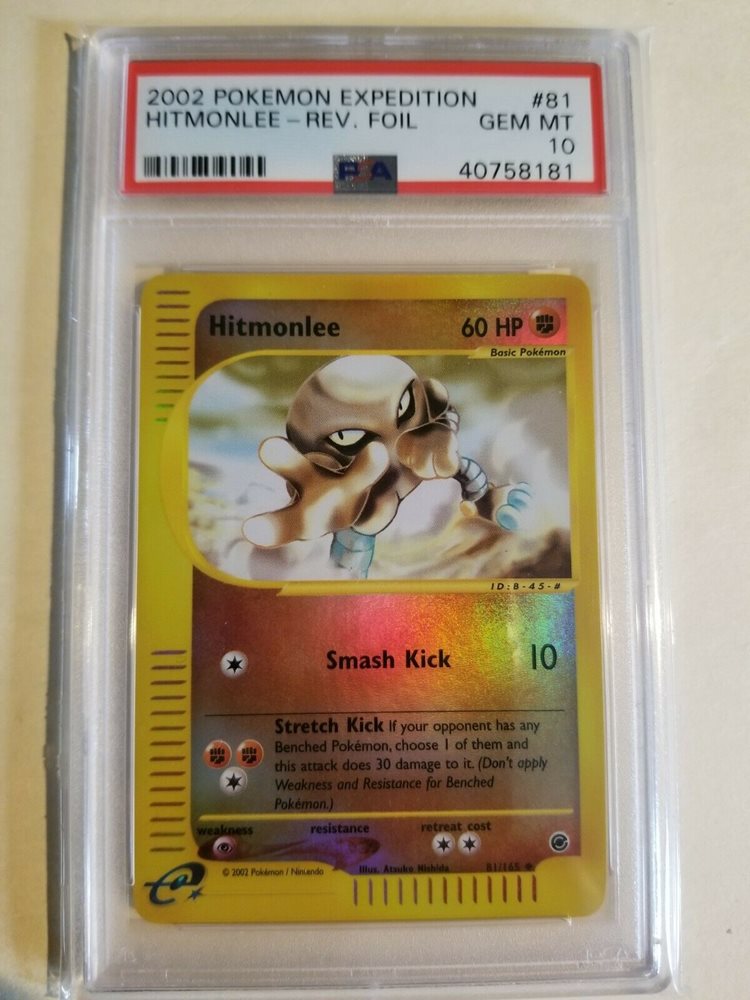 2002 POKEMON EXPEDITION #81
HITMONLEE - REV. FOIL GEM MT
10
PSA 40758181
Hitmonlee 60 HP
Basic Pokémon
ID:B-45-#
Smash Kick 10
Stretch Kick If your opponent has any
Benched Pokémon, choose 1 of them and
this attack does 30 damage to it. (Don't apply
Weakness and Resistance for Benched
Pokémon.)
weakness resistance retreat cost
© 2002 Pokémon / Nintendo Illus. Atsuko Nishida 81/165
e